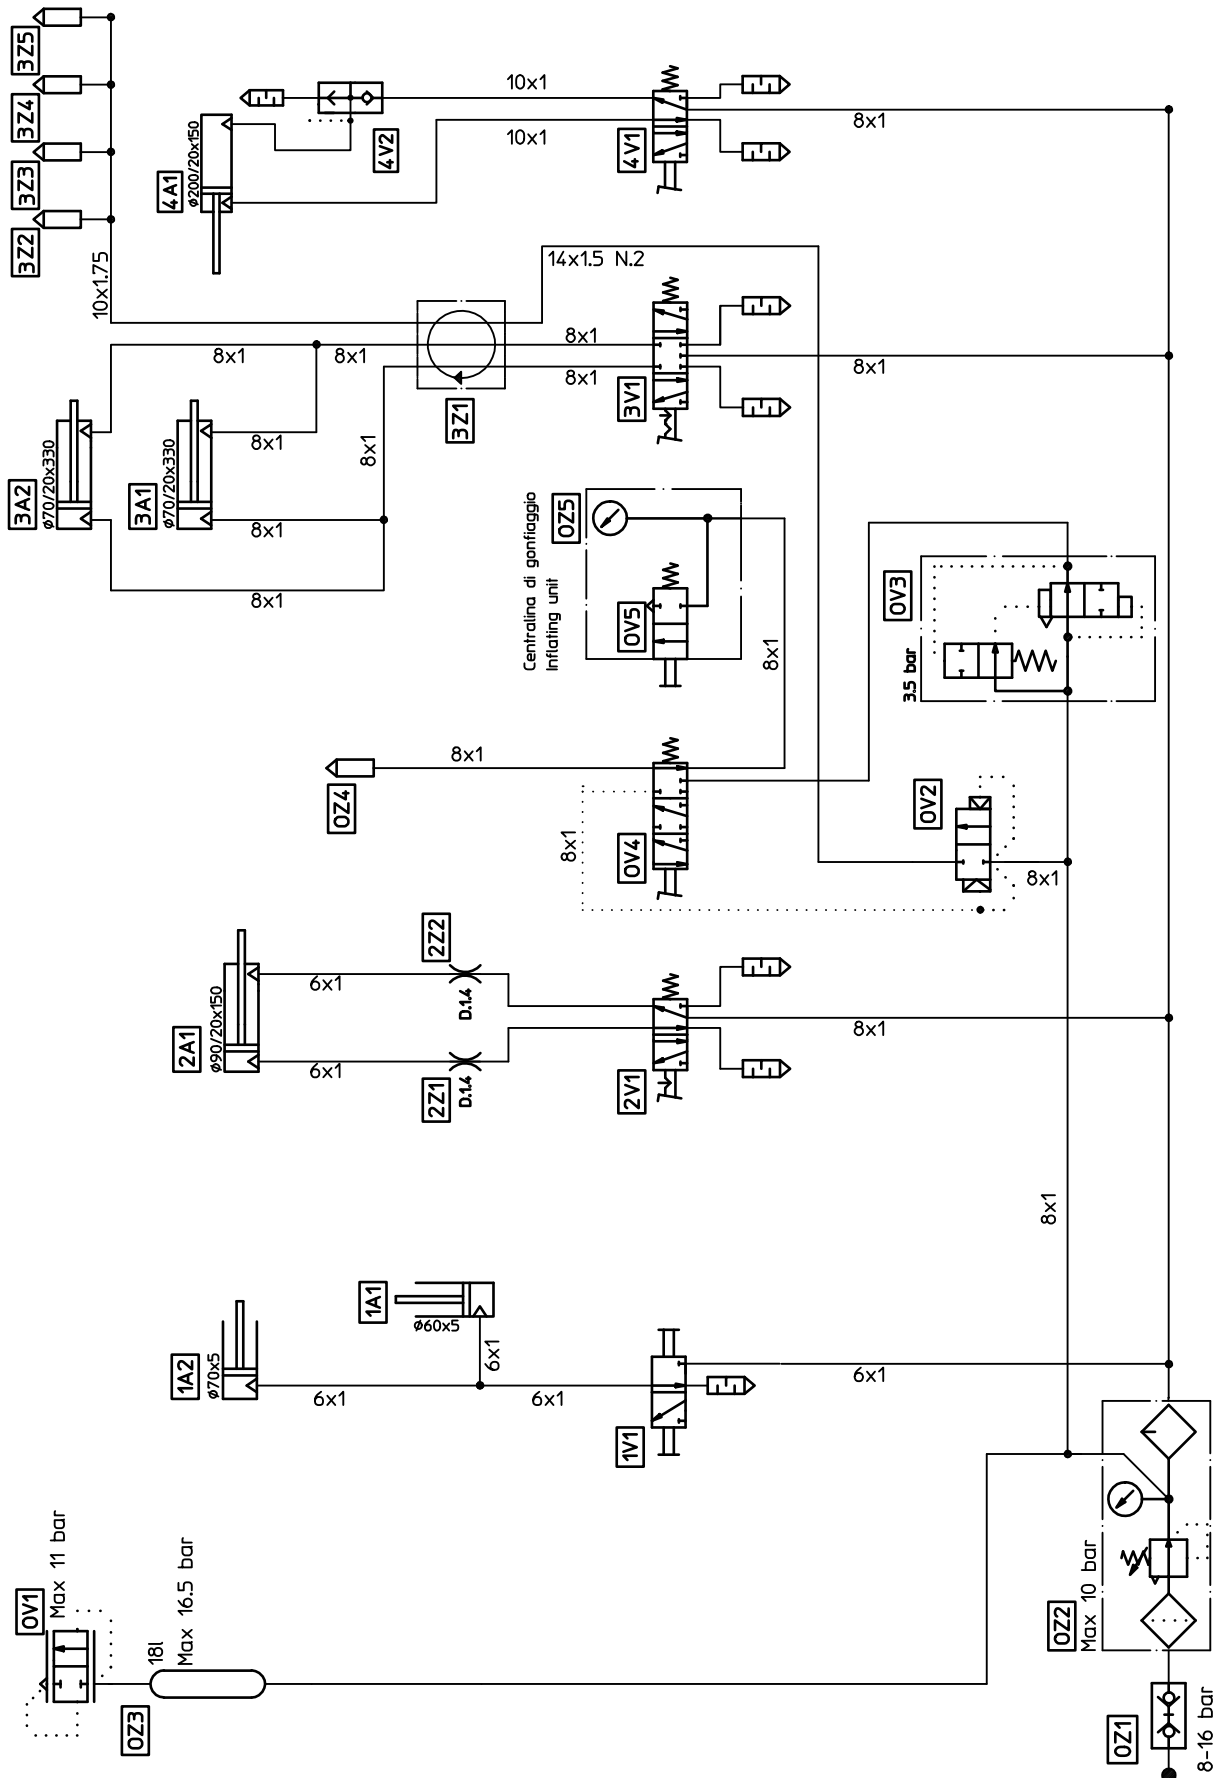 3Z5
3Z4
3Z3
3Z2
10x1.75
4A1
ø200/20x150
4V2
10x1
10x1
4V1
8x1
14x1.5 N.2
8x1
8x1
3Z1
8x1
8x1
3V1
8x1
3A2
ø70/20x330
3A1
ø70/20x330
8x1
8x1
8x1
8x1
Centralina di gonfiaggio
Inflating unit
0Z5
0V5
8x1
0V3
3.5 bar
0Z4
8x1
8x1
0V4
0V2
8x1
2A1
ø90/20x150
6x1
6x1
2Z2
D.1.4
2Z1
D.1.4
2V1
8x1
8x1
1A2
ø70x5
1A1
ø60x5
6x1
6x1
6x1
1V1
6x1
0V1
Max 11 bar
18l
Max 16.5 bar
0Z3
0Z2
Max 10 bar
0Z1
8-16 bar